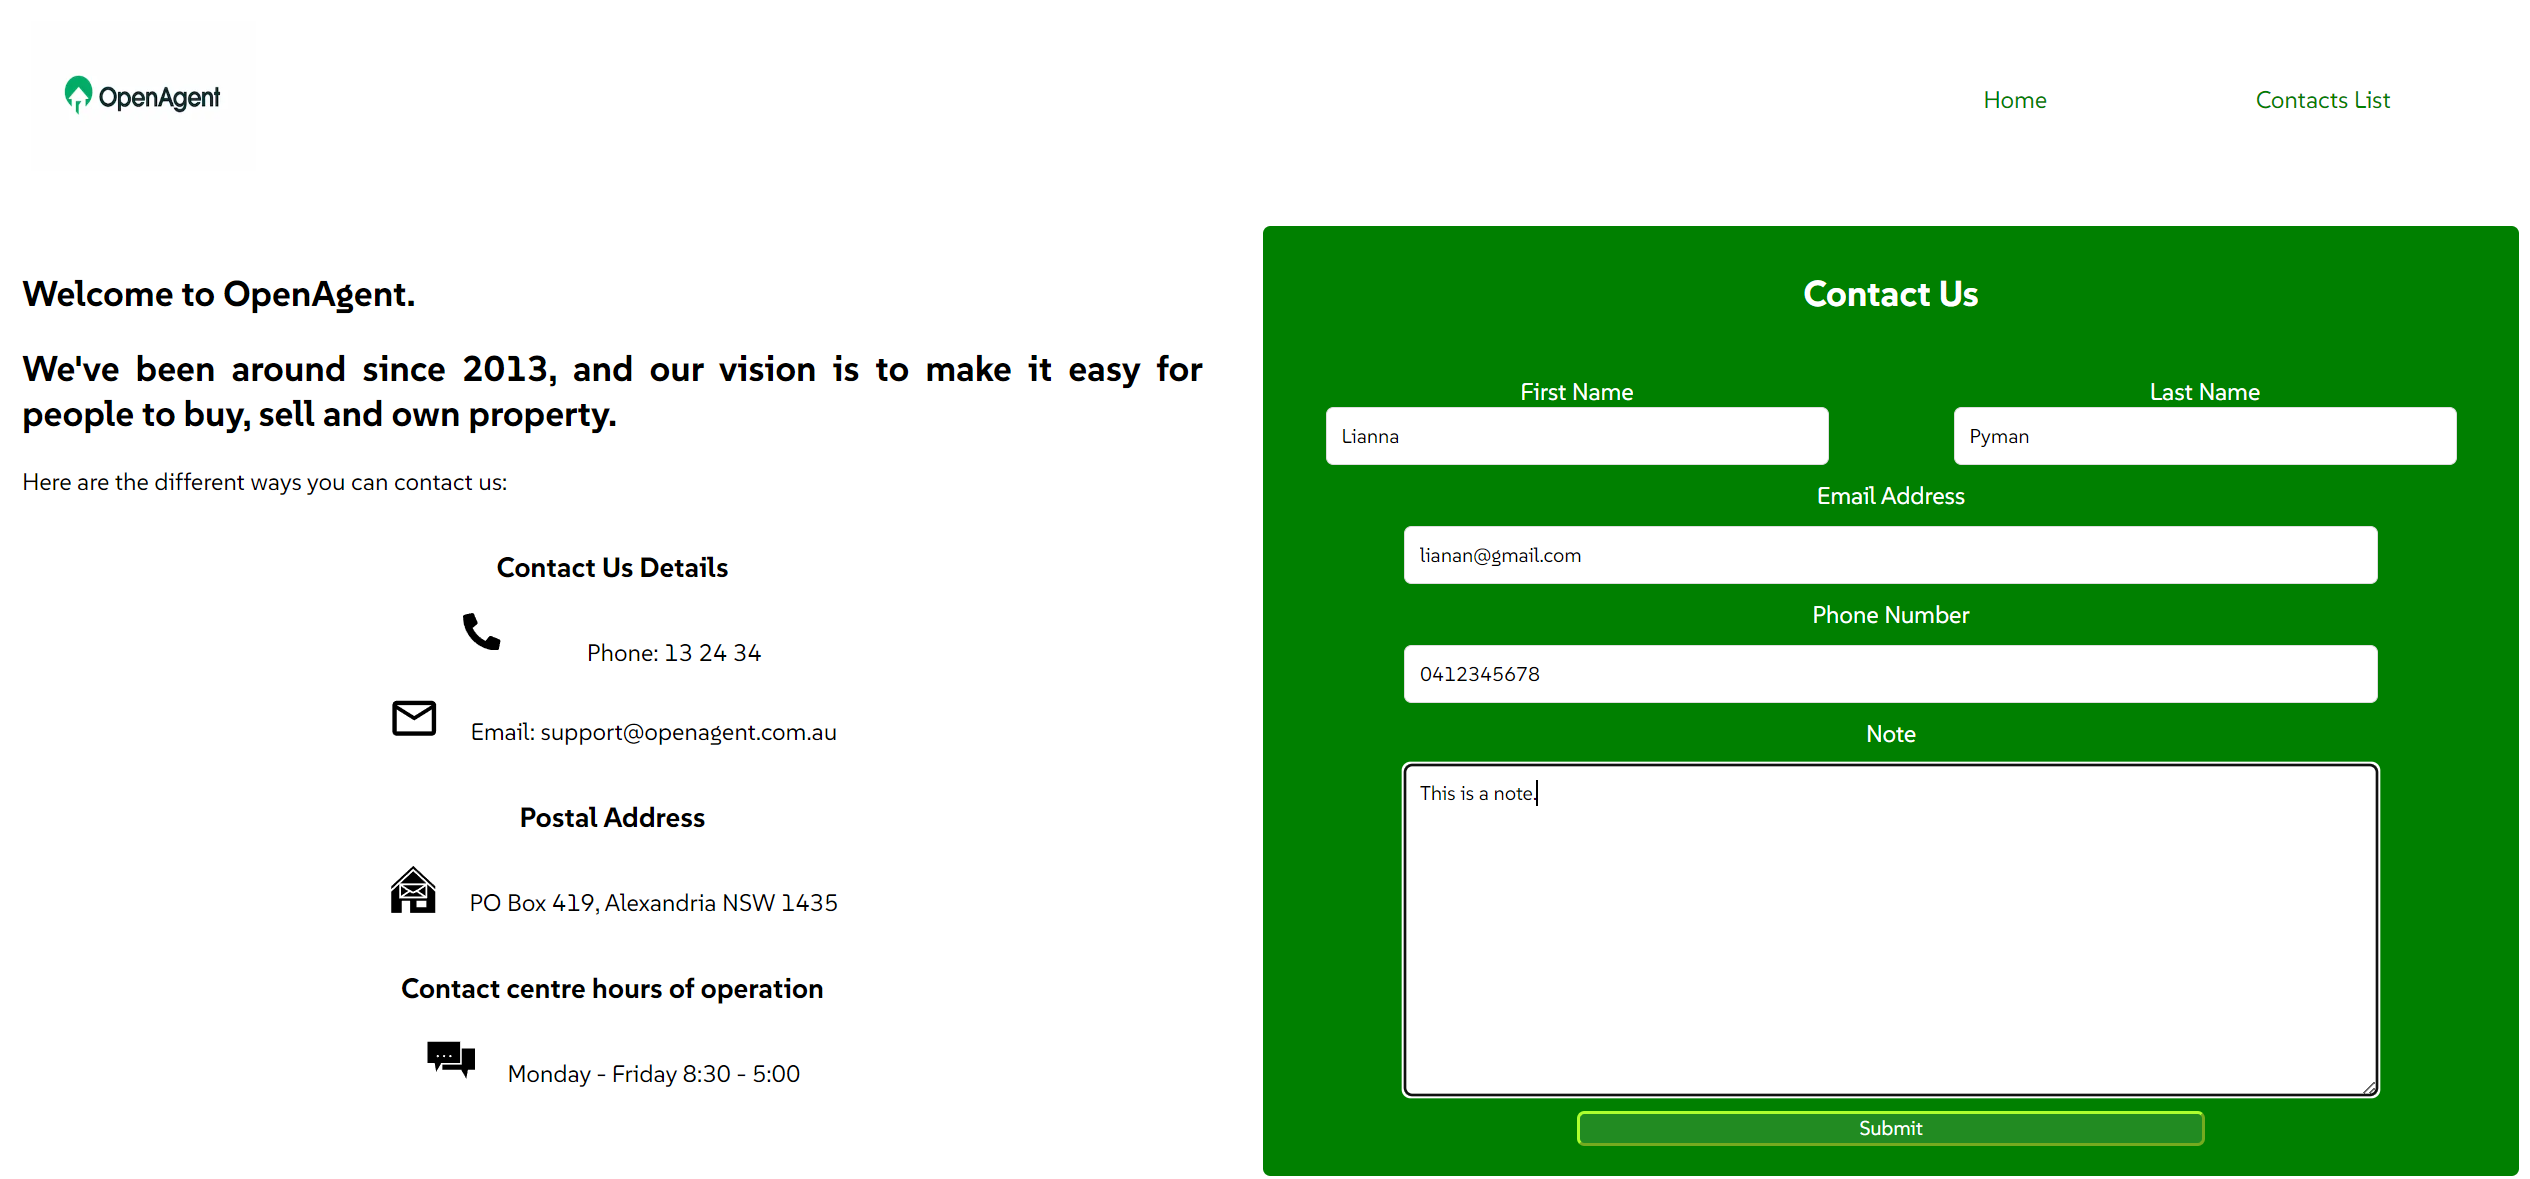 OpenAgent
Home
Contacts List
Welcome to OpenAgent.
We've been around since 2013, and our vision is to make it easy for
people to buy, sell and own property.
Here are the different ways you can contact us:
Contact Us Details
Phone: 13 24 34
Email: support@openagent.com.au
Postal Address
PO Box 419, Alexandria NSW 1435
Contact centre hours of operation
Monday - Friday 8:30 - 5:00
Contact Us
First Name
Last Name
Lianna
Pyman
Email Address
lianan@gmail.com
Phone Number
0412345678
Note
This is a note.
Submit